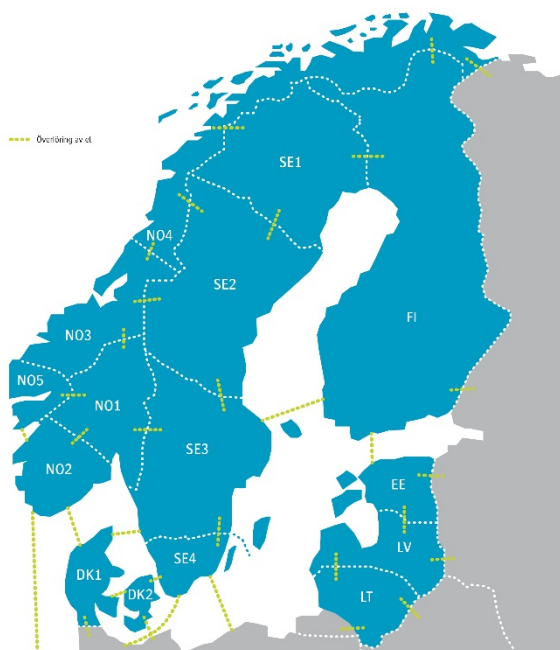 Överföring av el
SE1
NO4
SE2
NO3
FI
NO5
NO1
SE3
NO2
EE
LV
SE4
DK1
DK2
LT